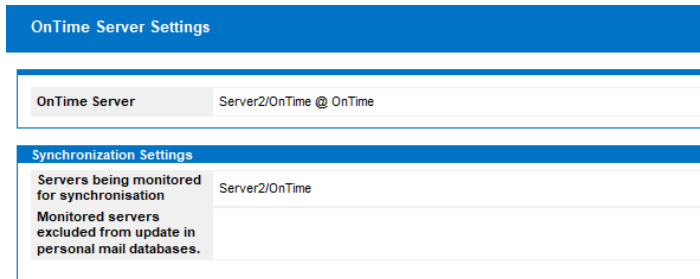 OnTime Server Settings
OnTime Server Server2/OnTime @ OnTime
Synchronization Settings
Servers being monitored
for synchronisation
Server2/OnTime
Monitored servers
excluded from update in
personal mail databases.